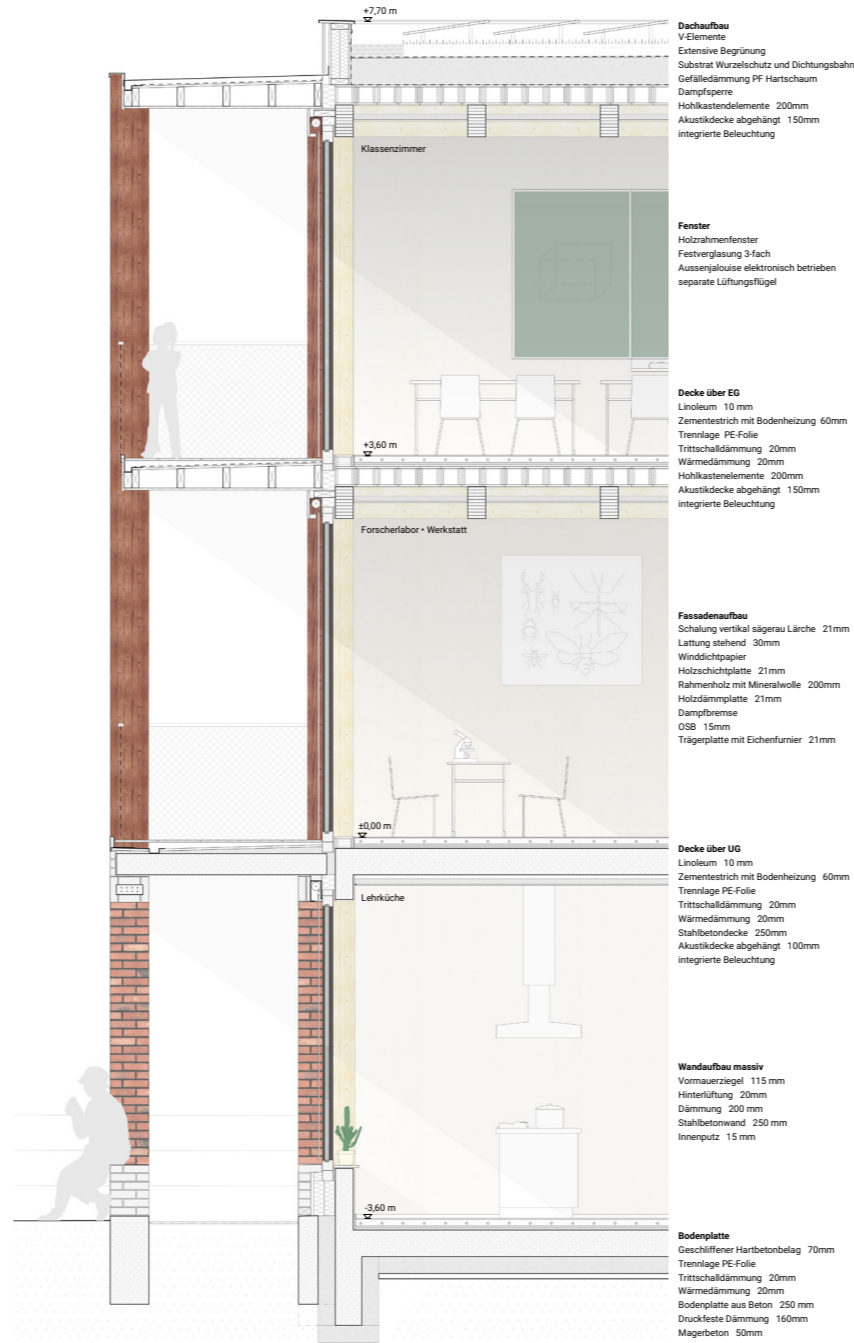 +7,70 m
Dachaufbau
V-Elemente
Extensive Begrünung
Substrat Wurzelschutz und Dichtungsbahn
Gefälledämmung PF Hartschaum
Dampfsperre
Hohlkastendelemente 200mm
Akustikdecke abgehängt 150mm
integrierte Beleuchtung
Klassenzimmer
Fenster
Holzrahmenfenster
Festverglasung 3-fach
Aussenjalouise elektronisch betrieben
separate Lüftungsflügel
Decke über EG
Linoleum 10 mm
Zementestrich mit Bodenheizung 60mm
Trennlage PE-Folie
Trittschalldämmung 20mm
Wärmedämmung 20mm
Hohlkastenelemente 200mm
Akustikdecke abgehängt 150mm
integrierte Beleuchtung
+3,60 m
Forscherlabor + Werkstatt
Fassadenaufbau
Schalung vertikal sägerau Lärche 21mm
Lattung stehend 30mm
Winddichtpapier
Holzschichtplatte 21mm
Rahmenholz mit Mineralwolle 200mm
Holzdämmplatte 21mm
Dampfbremse
OSB 15mm
Trägerplatte mit Eichenfurnier 21mm
±0,00 m
Decke über UG
Linoleum 10 mm
Zementestrich mit Bodenheizung 60mm
Trennlage PE-Folie
Trittschalldämmung 20mm
Wärmedämmung 20mm
Stahlbetondecke 250mm
Akustikdecke abgehängt 100mm
integrierte Beleuchtung
Lehrküche
Wandaufbau massiv
Vormauerziegel 115 mm
Hinterlüftung 20mm
Dämmung 200 mm
Stahlbetonwand 250 mm
Innenputz 15 mm
-3,60 m
Bodenplatte
Geschliffener Hartbetonbelag 70mm
Trennlage PE-Folie
Trittschalldämmung 20mm
Wärmedämmung 20mm
Bodenplatte aus Beton 250 mm
Druckfeste Dämmung 160mm
Magerbeton 50mm